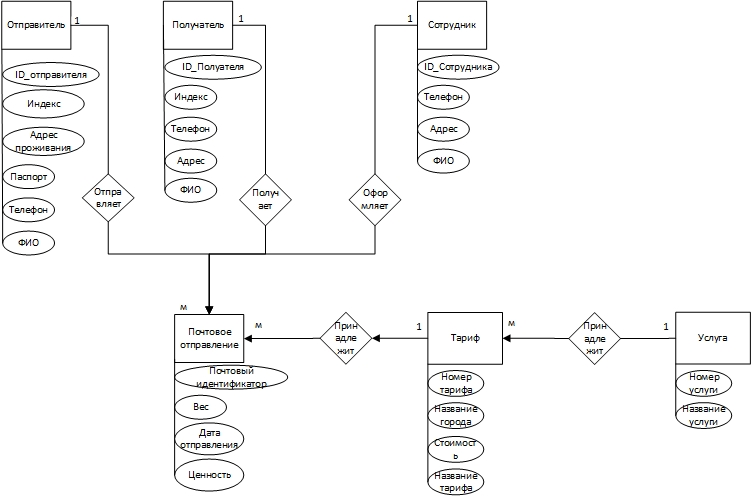 Отправитель
1
ID_отправителя
Индекс
Адрес
проживания
Паспорт
Телефон
ФИО
Отпра
вляет
Получатель
1
ID_Полуателя
Индекс
Телефон
Адрес
ФИО
Получ
ает
1
Сотрудник
ID_Сотрудника
Телефон
Адрес
ФИО
Офор
мляет
м
Почтовое
отправление
м
Почтовый
идентификатор
Вес
Дата
отправления
Ценность
Прин
адле
жит
1
Тариф
м
Номер
тарифа
Название
города
Стоимост
ь
Название
тарифа
Прин
адле
жит
1
Услуга
Номер
услуги
Название
услуги